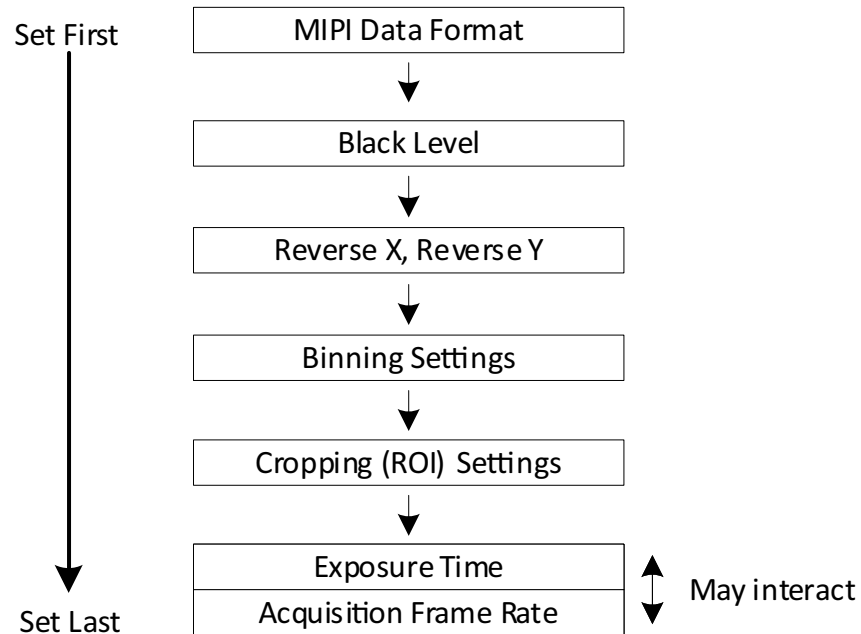 Set First
MIPI Data Format
Black Level
Reverse X, Reverse Y
Binning Settings
Cropping (ROI) Settings
Exposure Time
May interact
Set Last
Acquisition Frame Rate